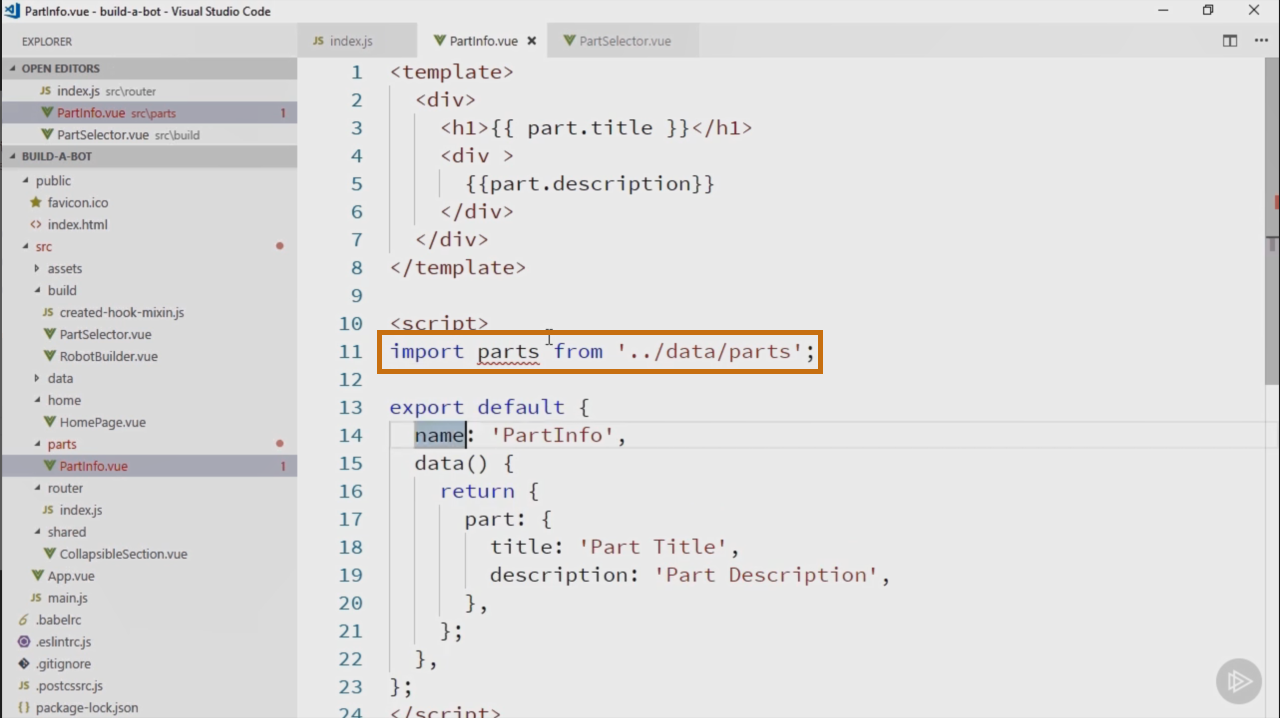 PartInfo.vue - build-a-bot - Visual Studio Code
EXPLORER
JS index.js
PartInfo.vue
PartSelector.vue
OPEN EDITORS
JS index.js src\router
PartInfo.vue src\parts 1
PartSelector.vue src\build
BUILD-A-BOT
public
favicon.ico
<> index.html
src
assets
build
JS created-hook-mixin.js
PartSelector.vue
RobotBuilder.vue
data
home
HomePage.vue
parts
PartInfo.vue 1
router
JS index.js
shared
CollapsibleSection.vue
App.vue
JS main.js
6 .babelrc
.eslintrc.js
.gitignore
JS .postcssrc.js
{} package-lock.json
1 <template>
2 <div>
3 <h1>{{ part.title }}</h1>
4 <div >
5 {{part.description}}
6 </div>
7 </div>
8 </template>
9
10 <script>
11 import parts from '../data/parts';
12
13 export default {
14 name: 'PartInfo',
15 data() {
16 return {
17 part: {
18 title: 'Part Title',
19 description: 'Part Description',
20 },
21 };
22 },
23 };
24 </script>